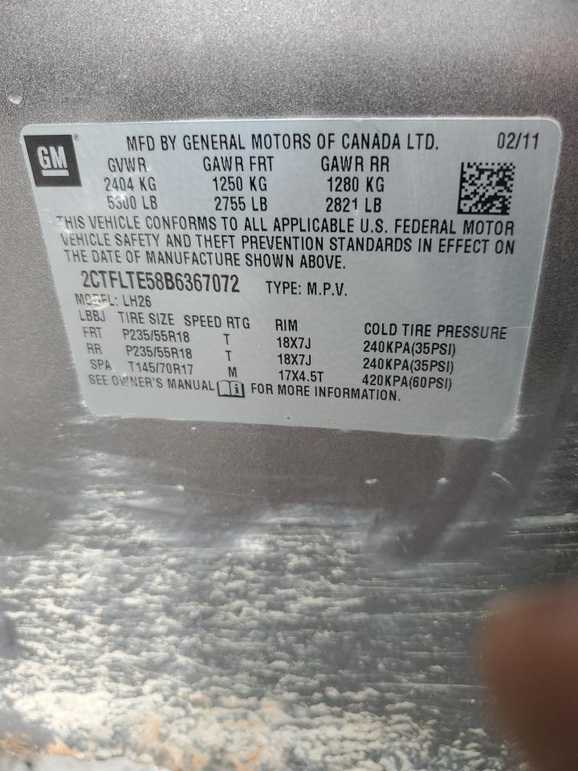 GM
MFD BY GENERAL MOTORS OF CANADA LTD. 02/11
GVWR GAWR FRT GAWR RR
2404 KG 1250 KG 1280 KG
5300 LB 2755 LB 2821 LB
THIS VEHICLE CONFORMS TO ALL APPLICABLE U.S. FEDERAL MOTOR
VEHICLE SAFETY AND THEFT PREVENTION STANDARDS IN EFFECT ON
THE DATE OF MANUFACTURE SHOWN ABOVE.
2CTFLTE58B6367072 TYPE: M.P.V.
MODEL: LH26
LBBJ TIRE SIZE SPEED RTG RIM COLD TIRE PRESSURE
FRT P235/55R18 T 18X7J 240KPA(35PSI)
RR P235/55R18 T 18X7J 240KPA(35PSI)
SPA T145/70R17 M 17X4.5T 420KPA(60PSI)
SEE OWNER'S MANUAL FOR MORE INFORMATION.